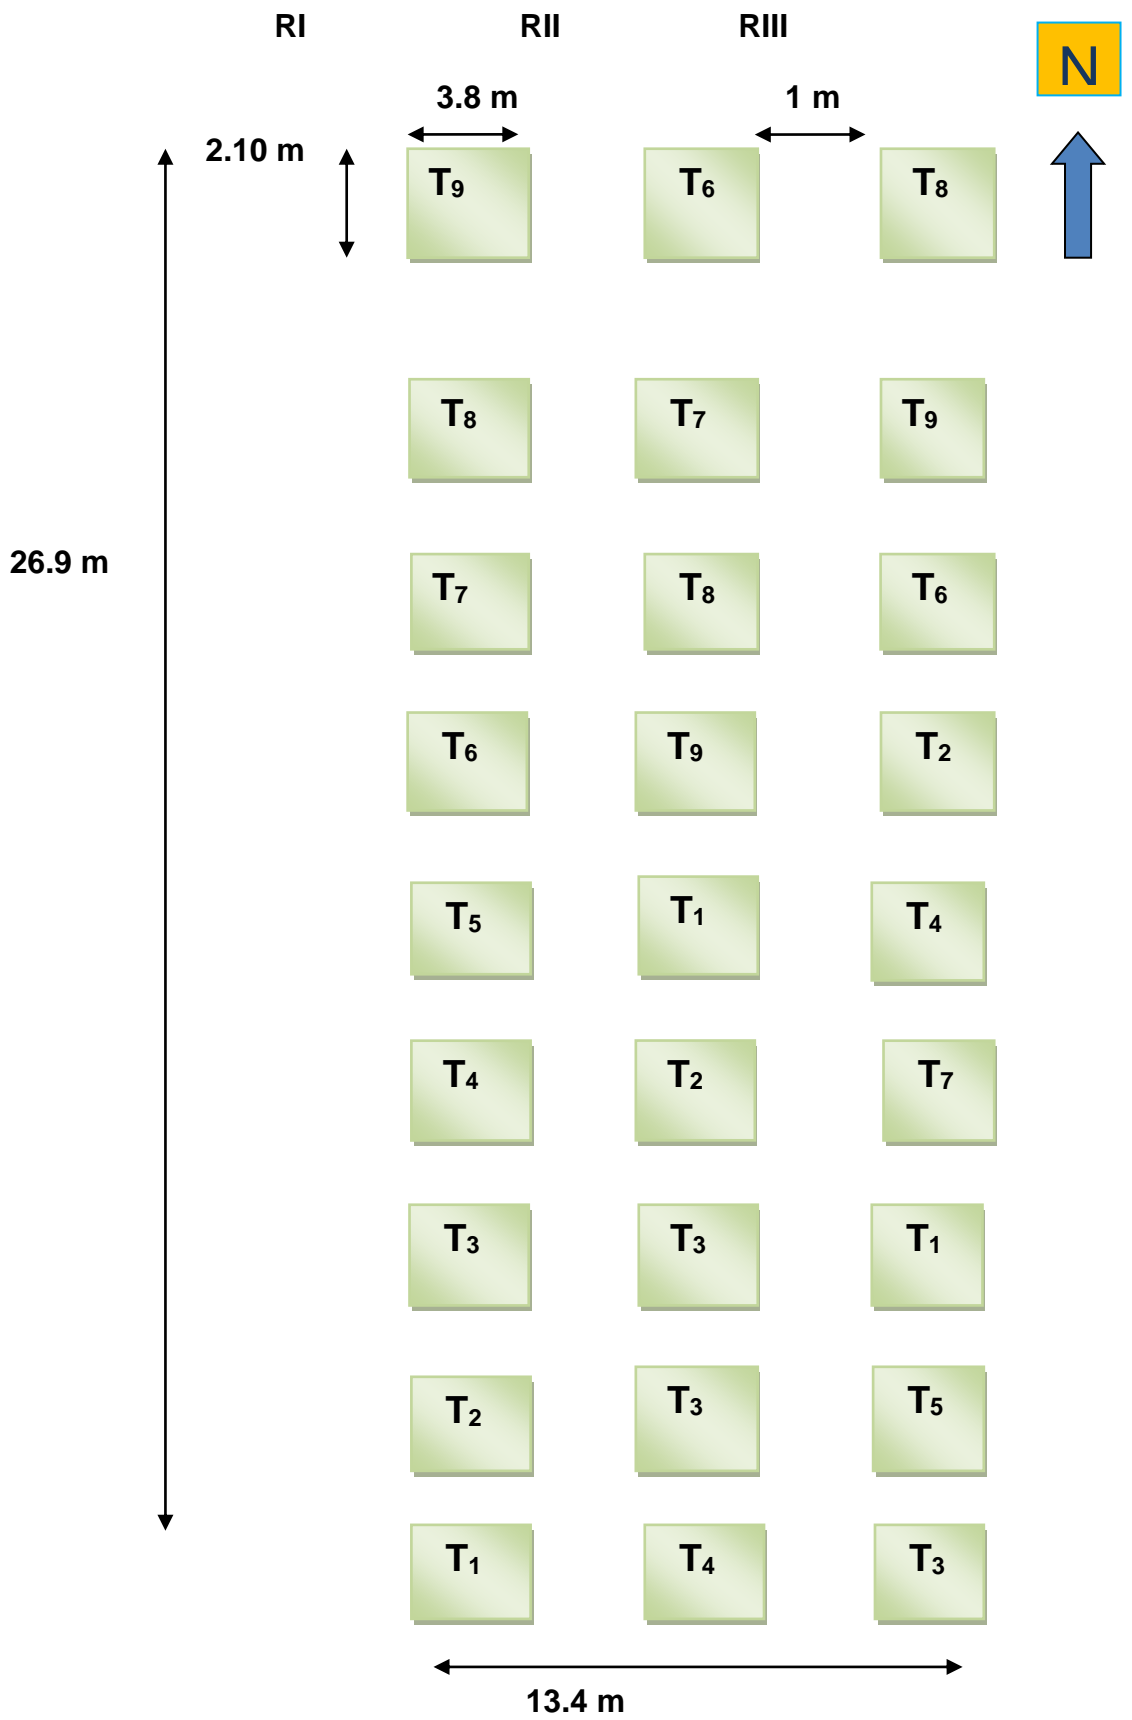 RI RII RIII
N
3.8 m 1 m
2.10 m
T9 T6 T8
T8 T7 T9
26.9 m
T7 T8 T6
T6 T9 T2
T5 T1 T4
T4 T2 T7
T3 T3 T1
T2 T3 T5
T1 T4 T3
13.4 m